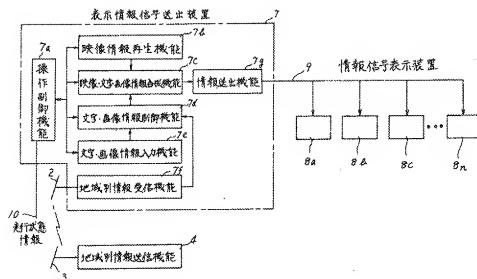 表示情報信号送出装置
7
7a
操作制御機能
7b
映像情報再生機能
7c
映像・文字・画像情報合成機能
7g
情報送出機能
7d
文字・画像情報制御機能
7e
文字・画像情報入力機能
7f
地域別情報受信機能
9
情報信号表示装置
8a
8b
8c
8n
2
10
走行状態情報
3
4
地域別情報送信機能